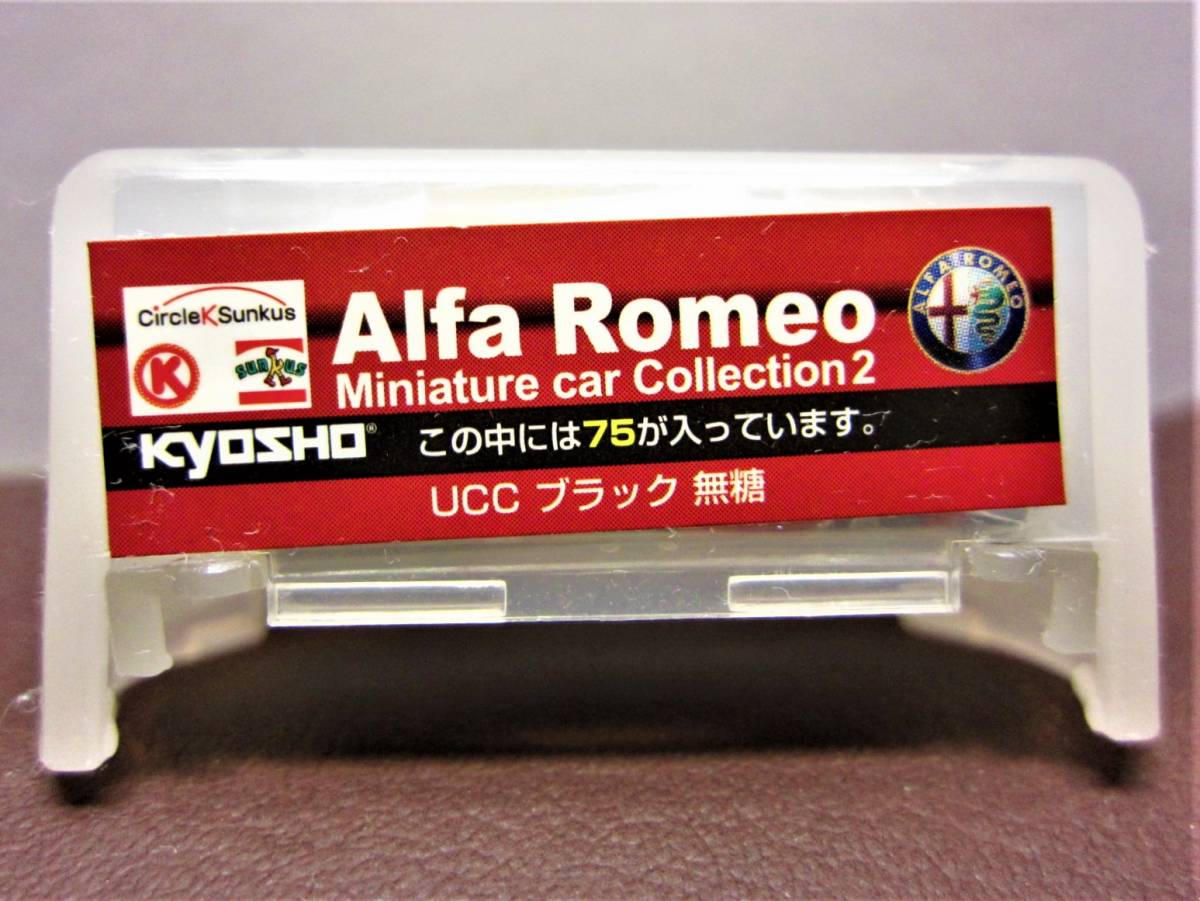 CircleKSunkus
K
sunkus
Alfa Romeo
Miniature car Collection2
ALFA ROMEO
KYOSHO®
この中には75が入っています。
UCC ブラック 無糖